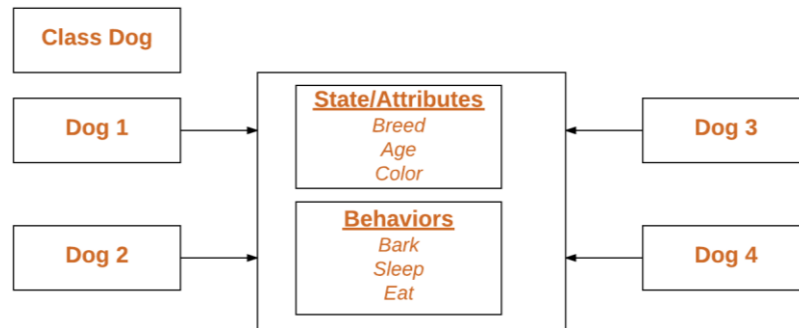 Class Dog
Dog 1
Dog 2
State/Attributes
Breed
Age
Color
Behaviors
Bark
Sleep
Eat
Dog 3
Dog 4